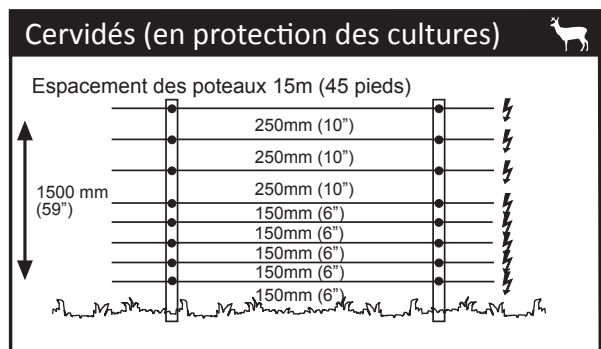 Cervidés (en protection des cultures)
Espacement des poteaux 15m (45 pieds)
250mm (10”)
250mm (10”)
1500 mm
(59”)
250mm (10”)
150mm (6”)
150mm (6”)
150mm (6”)
150mm (6”)
150mm (6”)